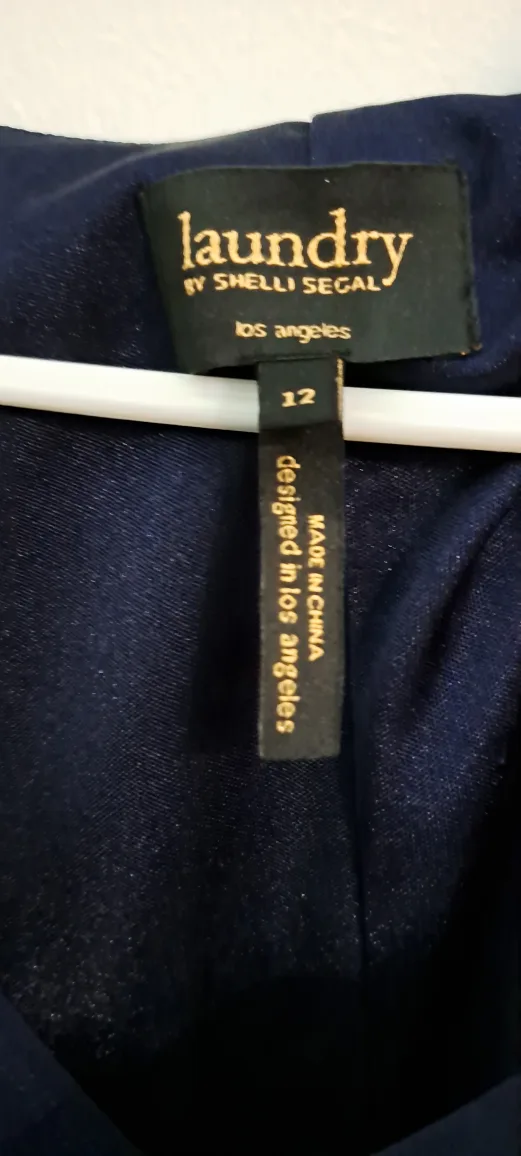 laundry
BY SHELLI SEGAL
los angeles
12
MADE IN CHINA
designed in los angeles